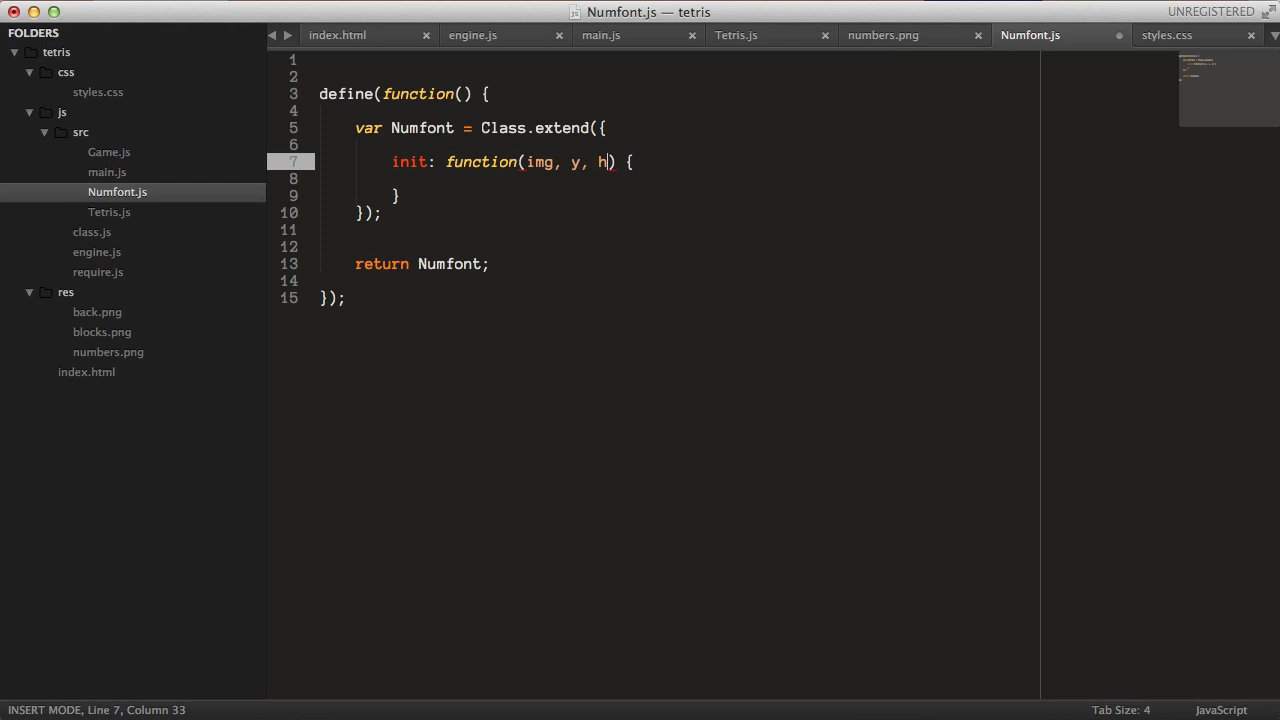 Numfont.js — tetris
UNREGISTERED
FOLDERS
tetris
css
styles.css
js
src
Game.js
main.js
Numfont.js
Tetris.js
class.js
engine.js
require.js
res
back.png
blocks.png
numbers.png
index.html
index.html × engine.js × main.js × Tetris.js × numbers.png × Numfont.js styles.css ×
1
2
3 define(function() {
4
5 var Numfont = Class.extend({
6
7 init: function(img, y, h) {
8
9 }
10 });
11
12
13 return Numfont;
14
15 });
INSERT MODE, Line 7, Column 33
Tab Size: 4
JavaScript